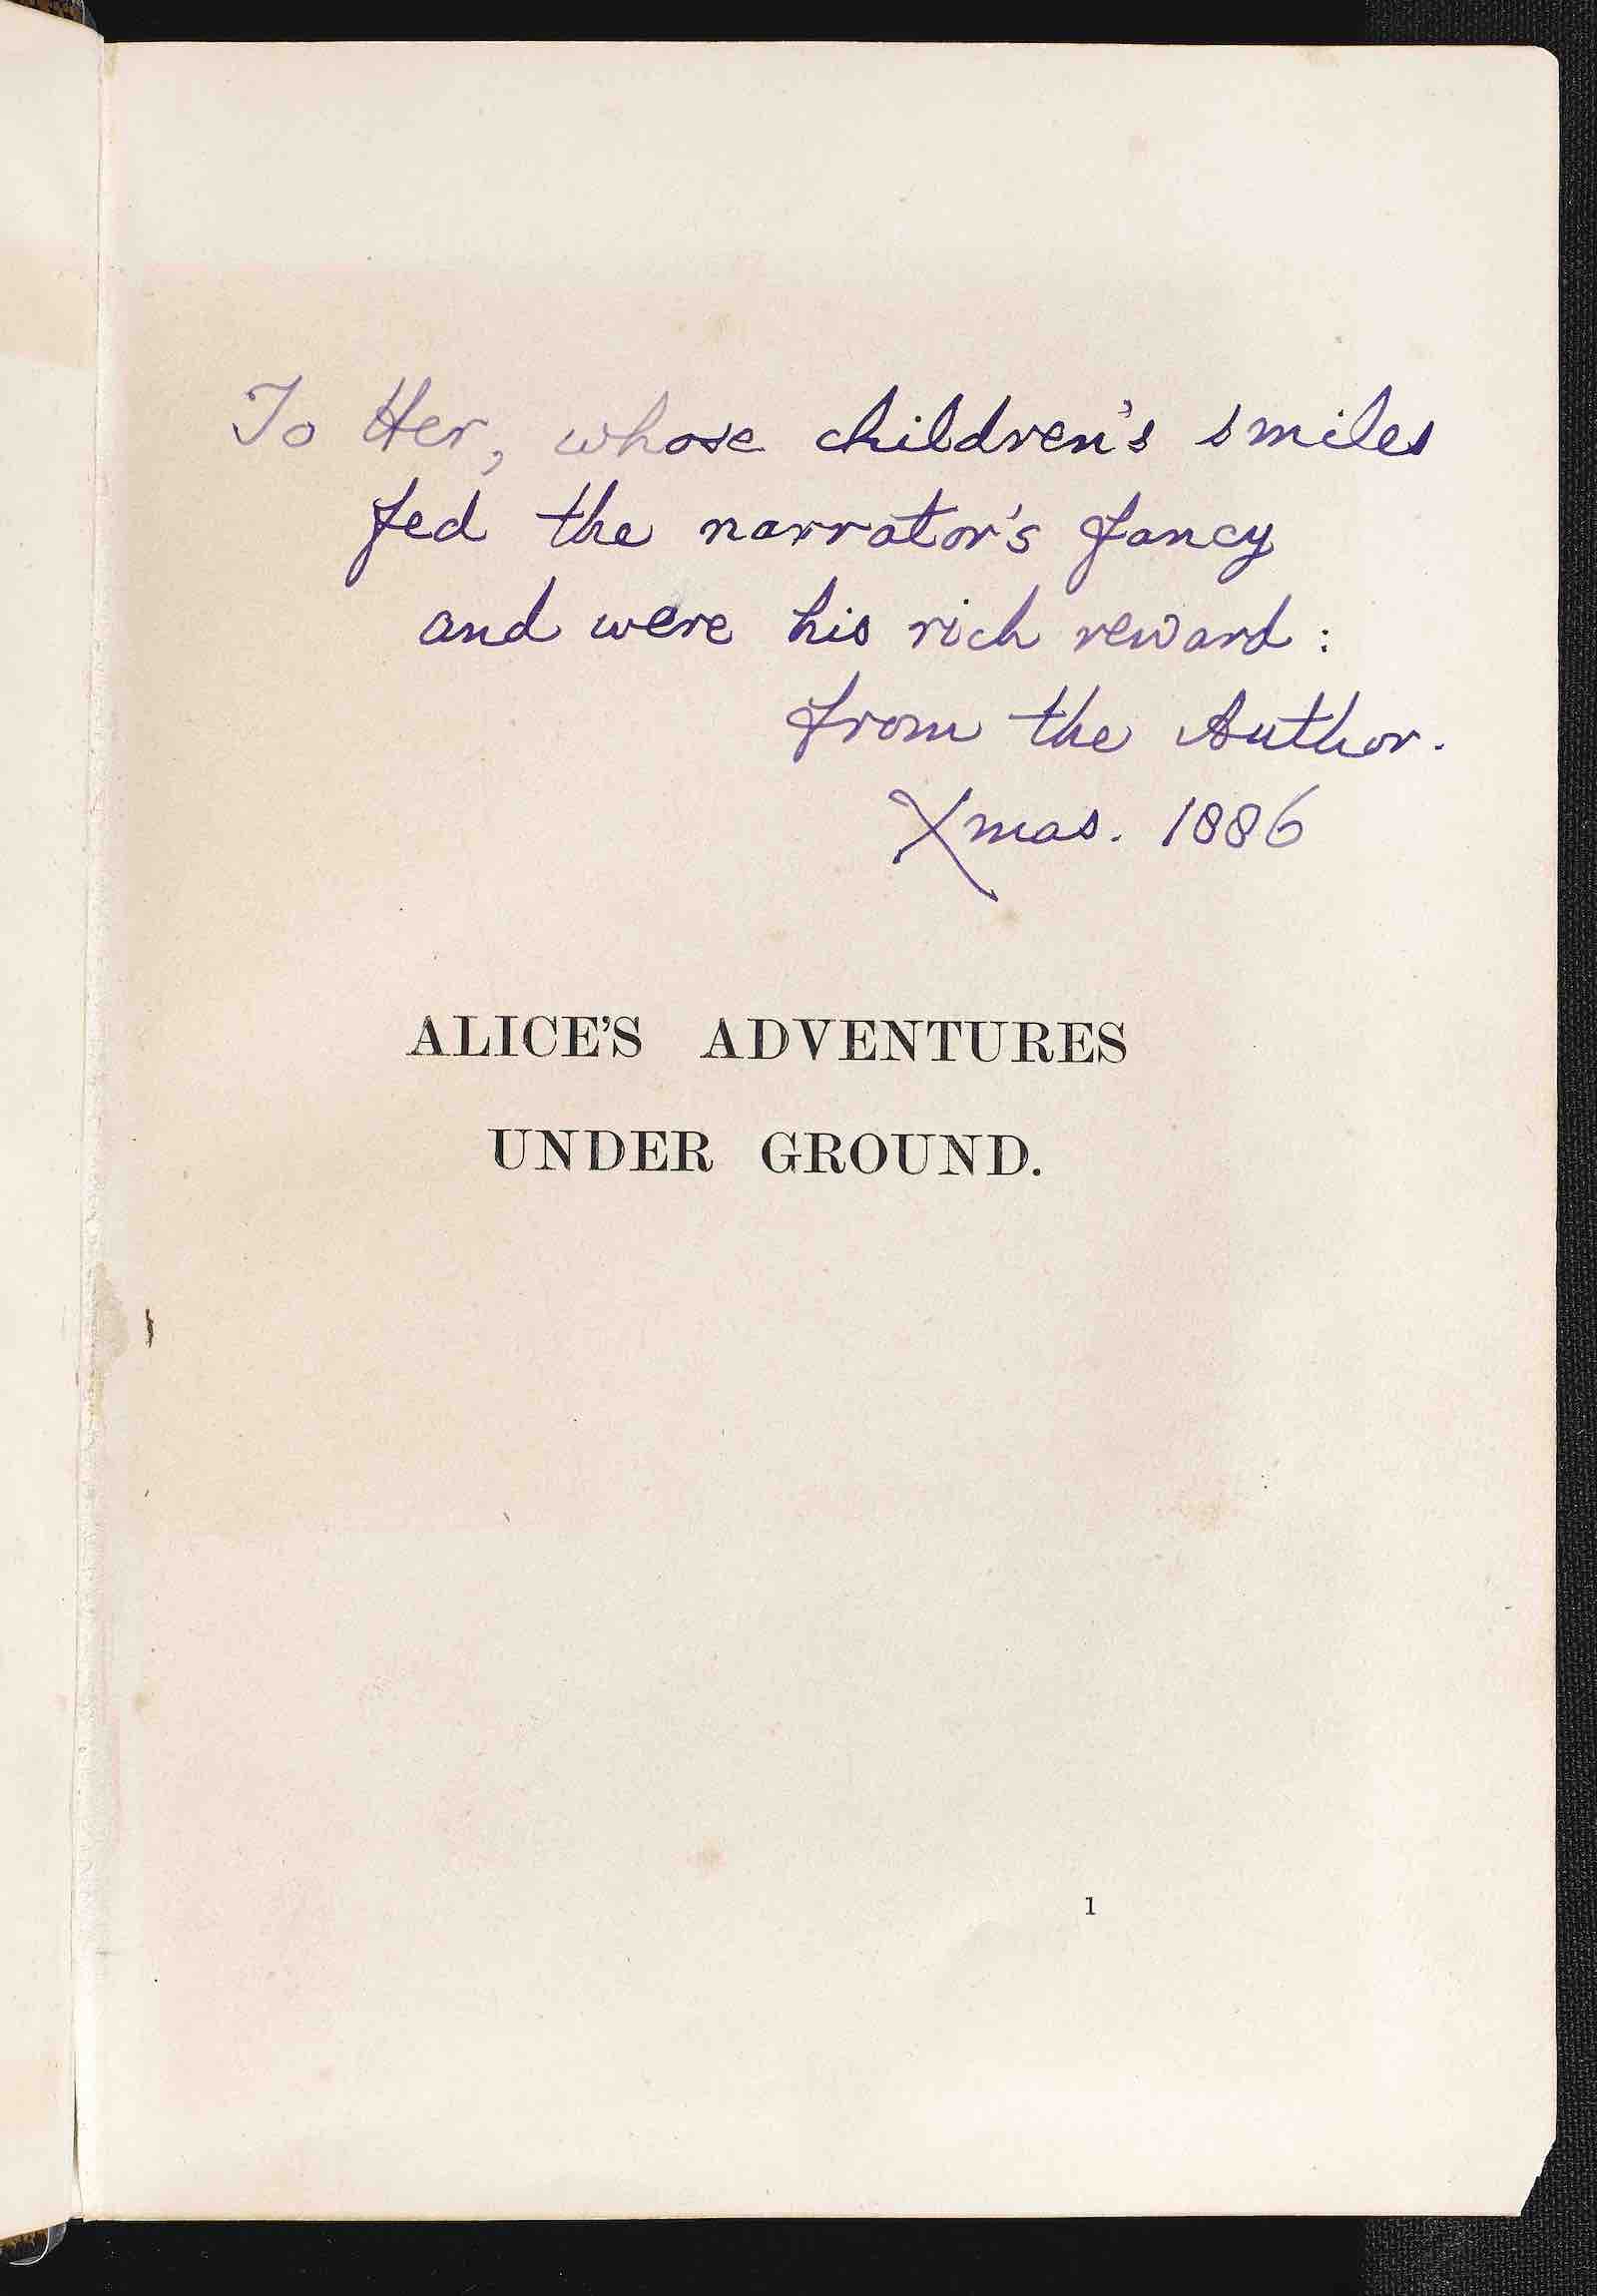 To Her, whose children's smiles
fed the narrator's fancy
and were his rich reward :
from the Author.
Xmas. 1886
ALICE'S ADVENTURES
UNDER GROUND.
1